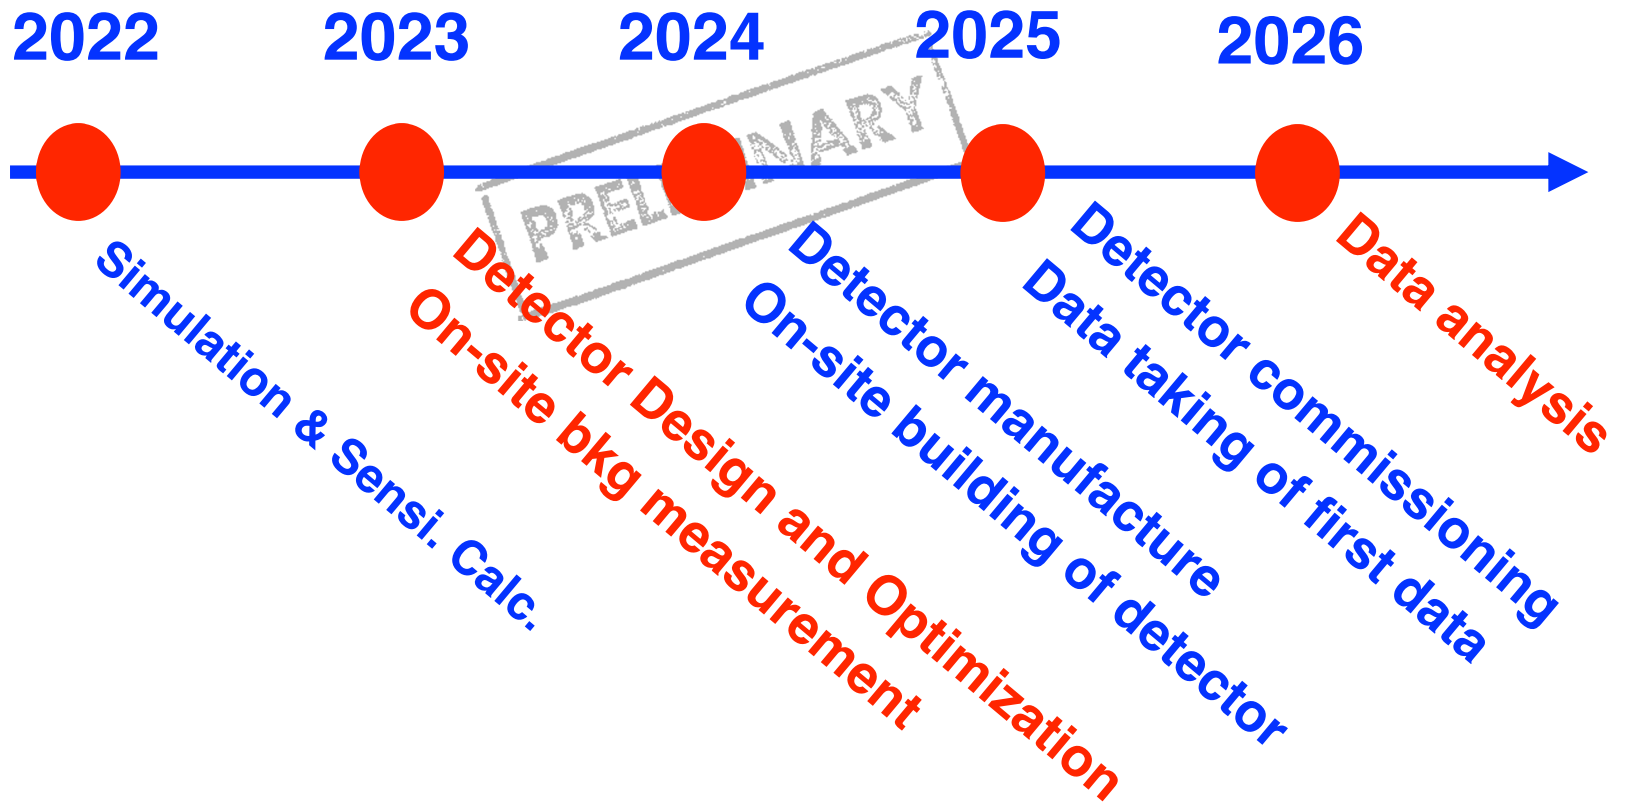 2022
2023
2024
2025
2026
PRELIMINARY
Simulation & Sensi. Calc.
Detector Design and Optimization
On-site bkg measurement
Detector manufacture
On-site building of detector
Detector commissioning
Data taking of first data
Data analysis